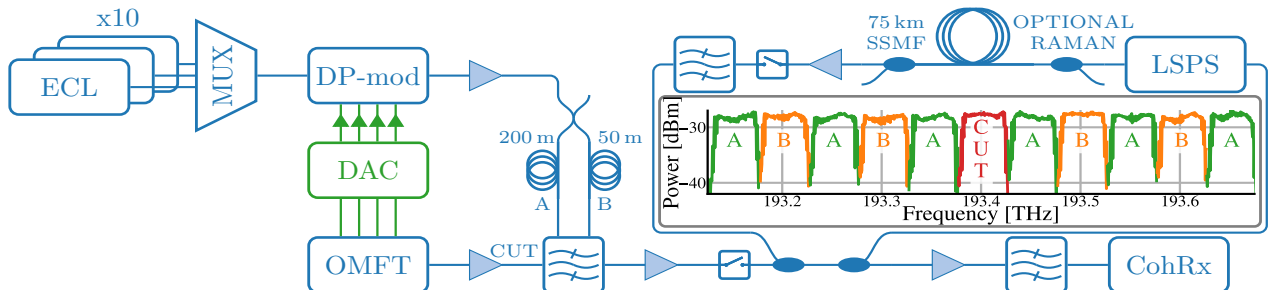 x10
ECL
MUX
DP-mod
DAC
OMFT
200 m
50 m
A
B
CUT
75 km
SSMF
OPTIONAL
RAMAN
LSPS
Power [dBm]
−30
−40
A
B
A
B
A
C
U
T
A
B
A
B
A
193.2
193.3
193.4
193.5
193.6
Frequency [THz]
CohRx